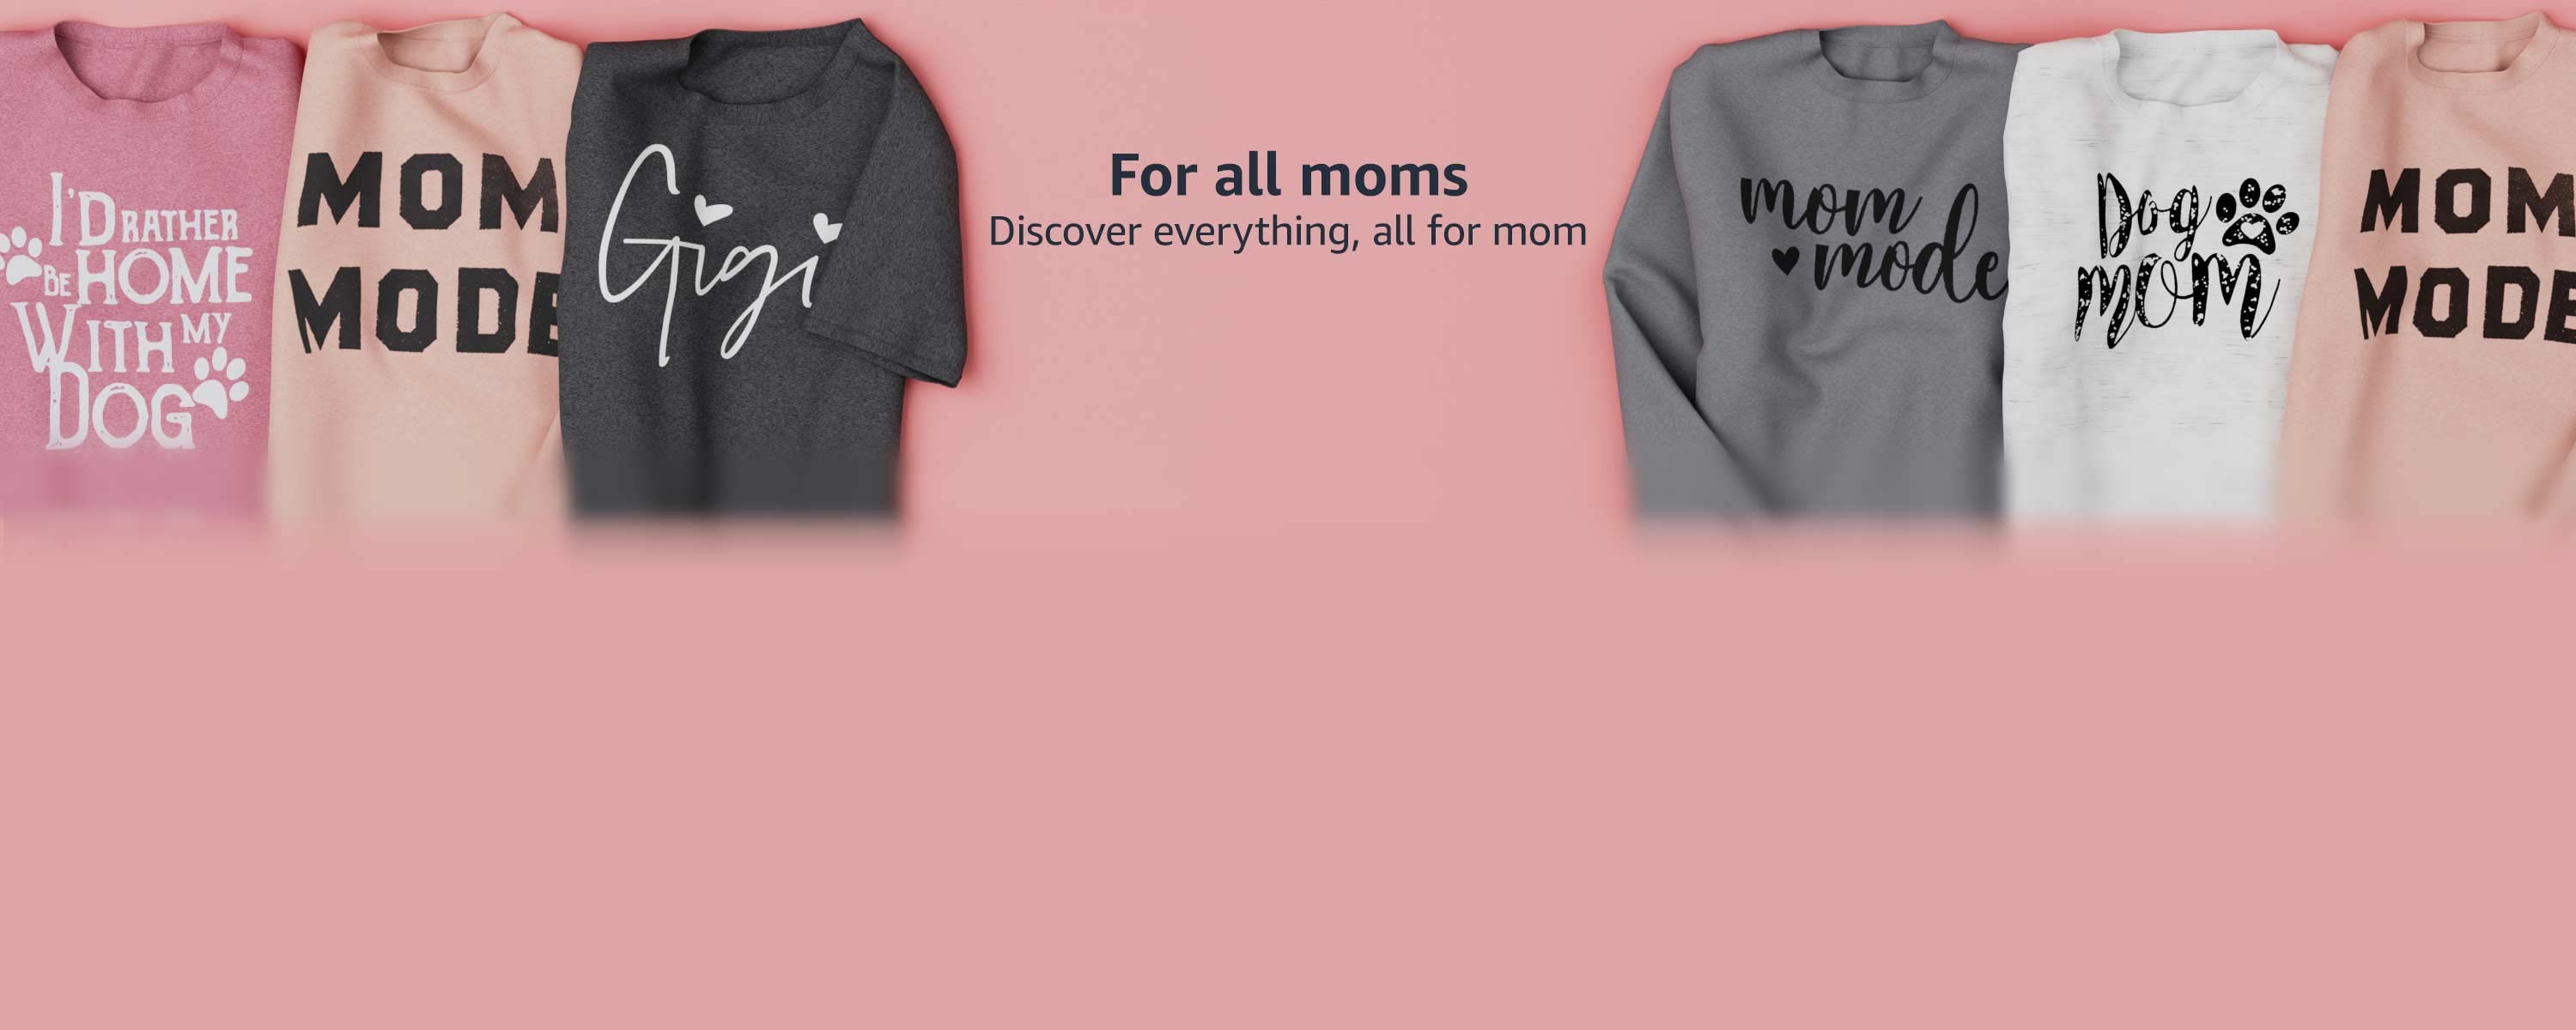 I'D RATHER
BE HOME
WITH MY
DOG
MOM
MODE
Gigi
For all moms
Discover everything, all for mom
mom
mode
Dog
mom
MOM
MODE